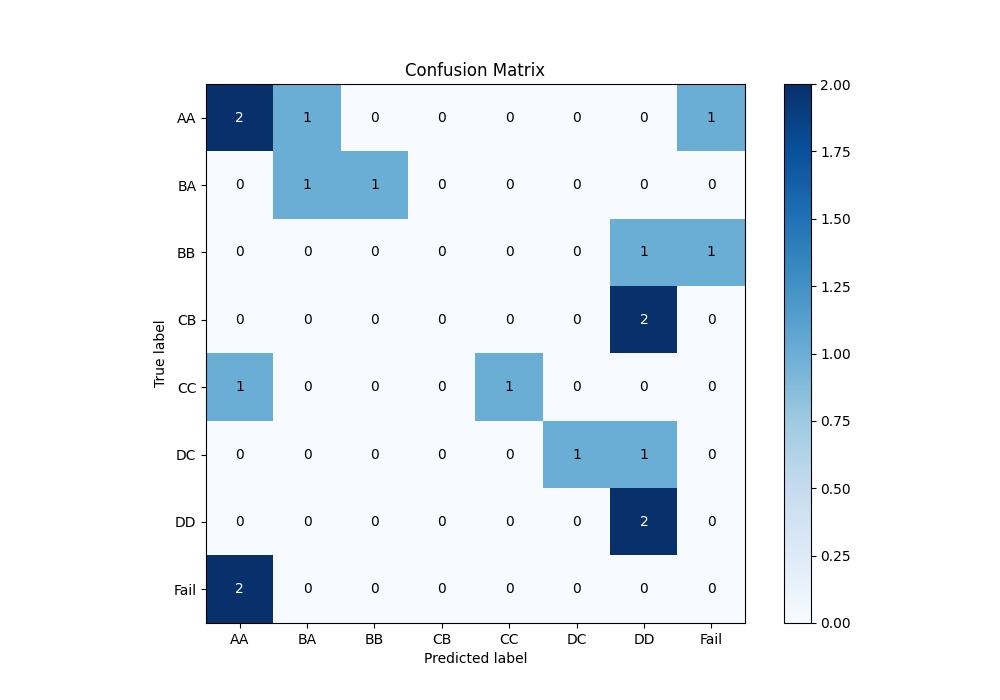 Confusion Matrix
True label
AA 2 1 0 0 0 0 0 1
BA 0 1 1 0 0 0 0 0
BB 0 0 0 0 0 0 1 1
CB 0 0 0 0 0 0 2 0
CC 1 0 0 0 1 0 0 0
DC 0 0 0 0 0 1 1 0
DD 0 0 0 0 0 0 2 0
Fail 2 0 0 0 0 0 0 0
AA BA BB CB CC DC DD Fail
Predicted label
2.00
1.75
1.50
1.25
1.00
0.75
0.50
0.25
0.00